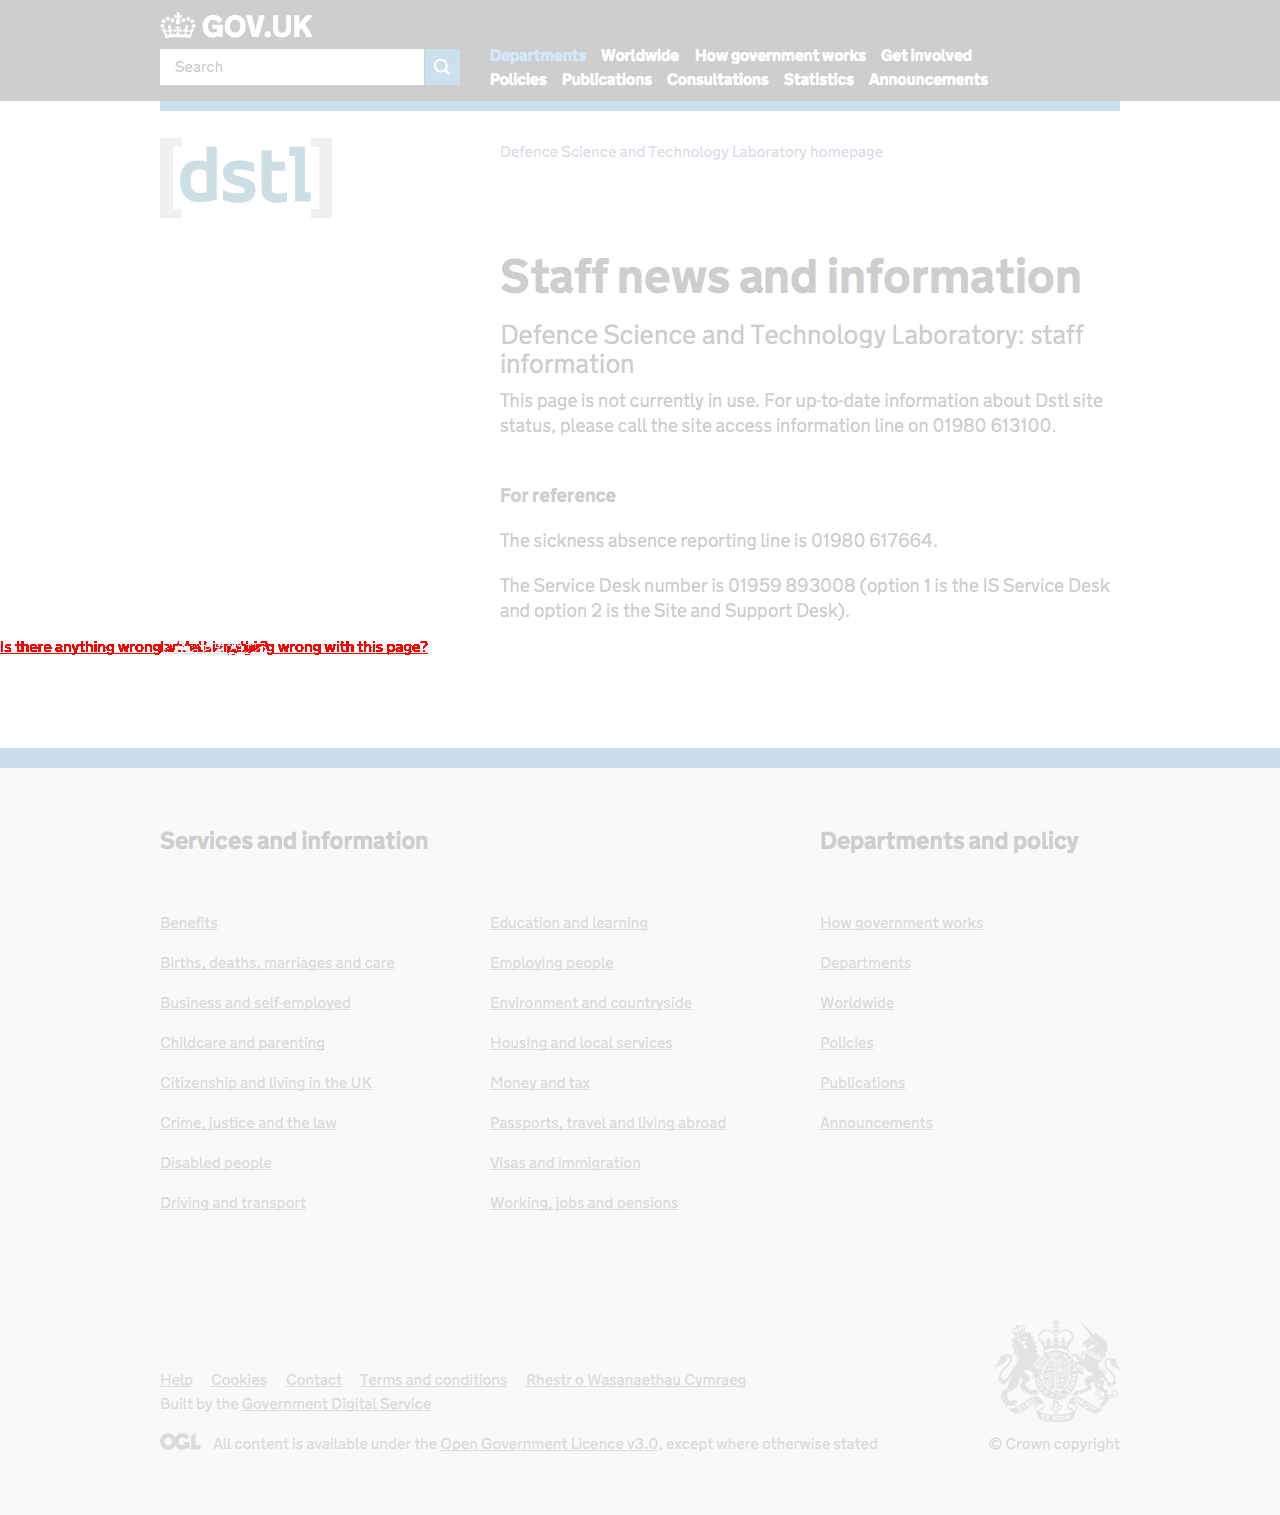 GOV.UK
Search
Departments Worldwide How government works Get involved
Policies Publications Consultations Statistics Announcements
[dstl]
Defence Science and Technology Laboratory homepage
Staff news and information
Defence Science and Technology Laboratory: staff
information
This page is not currently in use. For up-to-date information about Dstl site
status, please call the site access information line on 01980 613100.
For reference
The sickness absence reporting line is 01980 617664.
The Service Desk number is 01959 893008 (option 1 is the IS Service Desk
and option 2 is the Site and Support Desk).
Is there anything wrong wrong with this page?
Services and information
Departments and policy
Benefits
Education and learning
How government works
Births, deaths, marriages and care
Employing people
Departments
Business and self-employed
Environment and countryside
Worldwide
Childcare and parenting
Housing and local services
Policies
Citizenship and living in the UK
Money and tax
Publications
Crime, justice and the law
Passports, travel and living abroad
Announcements
Disabled people
Visas and immigration
Driving and transport
Working, jobs and pensions
Help Cookies Contact Terms and conditions Rhestr o Wasanaethau Cymraeg
Built by the Government Digital Service
OGL All content is available under the Open Government Licence v3.0, except where otherwise stated
© Crown copyright